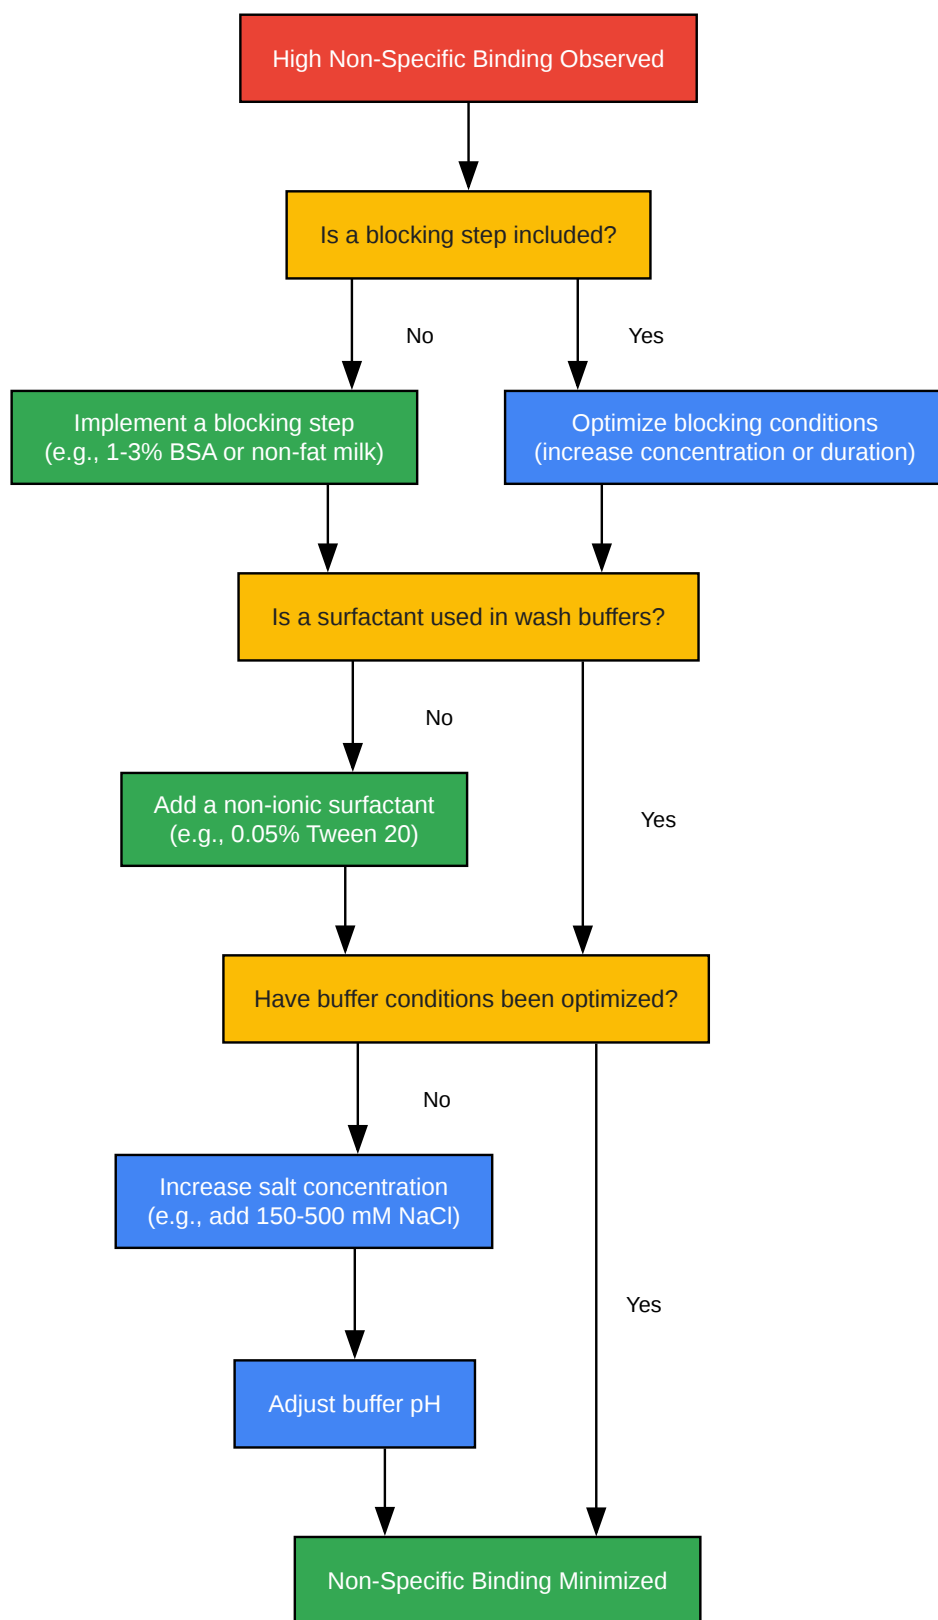 High Non-Specific Binding Observed
Is a blocking step included?
No
Yes
Implement a blocking step
(e.g., 1-3% BSA or non-fat milk)
Optimize blocking conditions
(increase concentration or duration)
Is a surfactant used in wash buffers?
No
Add a non-ionic surfactant
(e.g., 0.05% Tween 20)
Yes
Have buffer conditions been optimized?
No
Increase salt concentration
(e.g., add 150-500 mM NaCl)
Yes
Adjust buffer pH
Non-Specific Binding Minimized